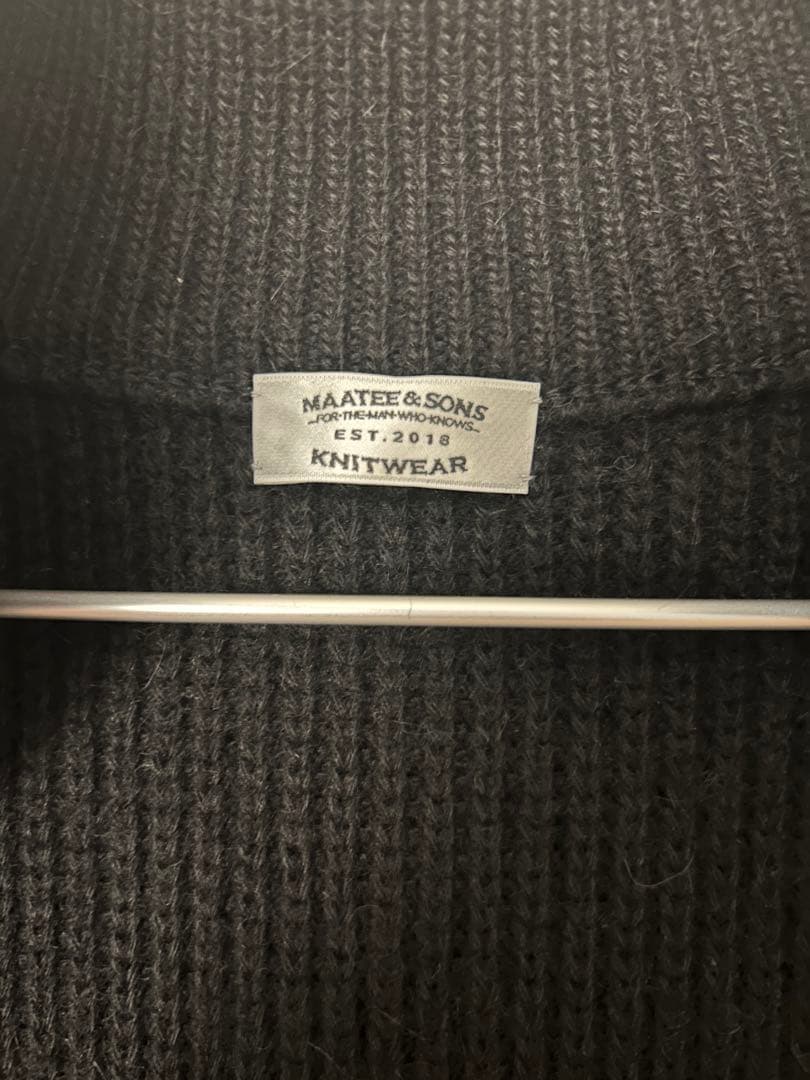 MAATEE & SONS
FOR·THE·MAN·WHO·KNOWS
EST.2018
KNITWEAR